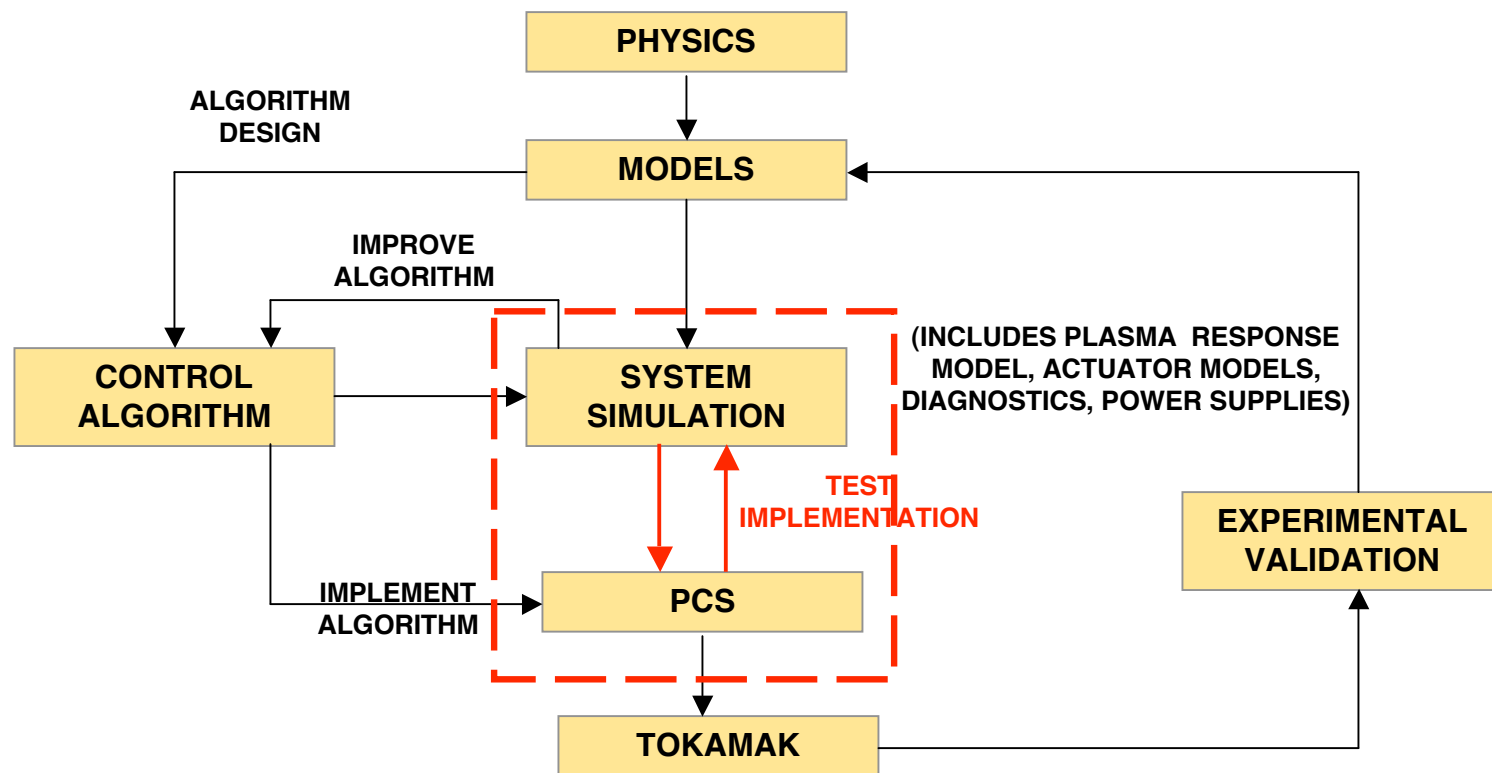 PHYSICS
ALGORITHM
DESIGN
MODELS
IMPROVE
ALGORITHM
(INCLUDES PLASMA RESPONSE
MODEL, ACTUATOR MODELS,
DIAGNOSTICS, POWER SUPPLIES)
CONTROL
ALGORITHM
SYSTEM
SIMULATION
TEST
IMPLEMENTATION
EXPERIMENTAL
VALIDATION
IMPLEMENT
ALGORITHM
PCS
TOKAMAK